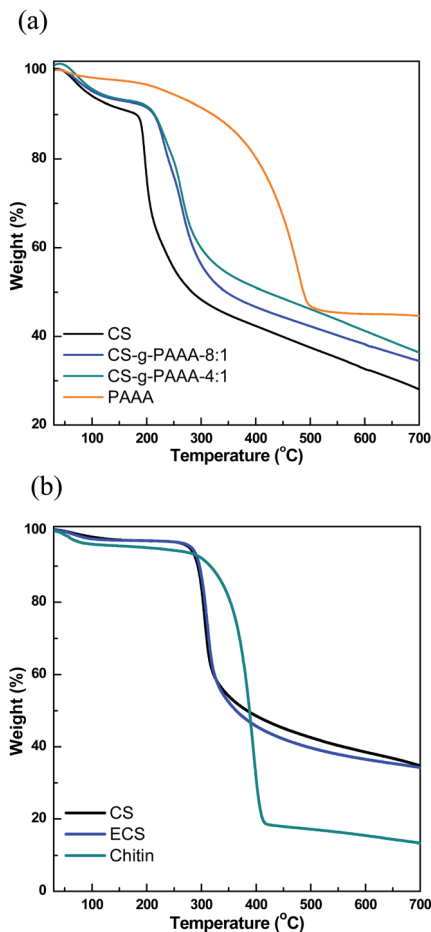 (a)
100
80
60
40
20
Weight (%)
CS
CS-g-PAAA-8:1
CS-g-PAAA-4:1
PAAA
100 200 300 400 500 600 700
Temperature (°C)
(b)
100
80
60
40
20
0
Weight (%)
CS
ECS
Chitin
100 200 300 400 500 600 700
Temperature (°C)